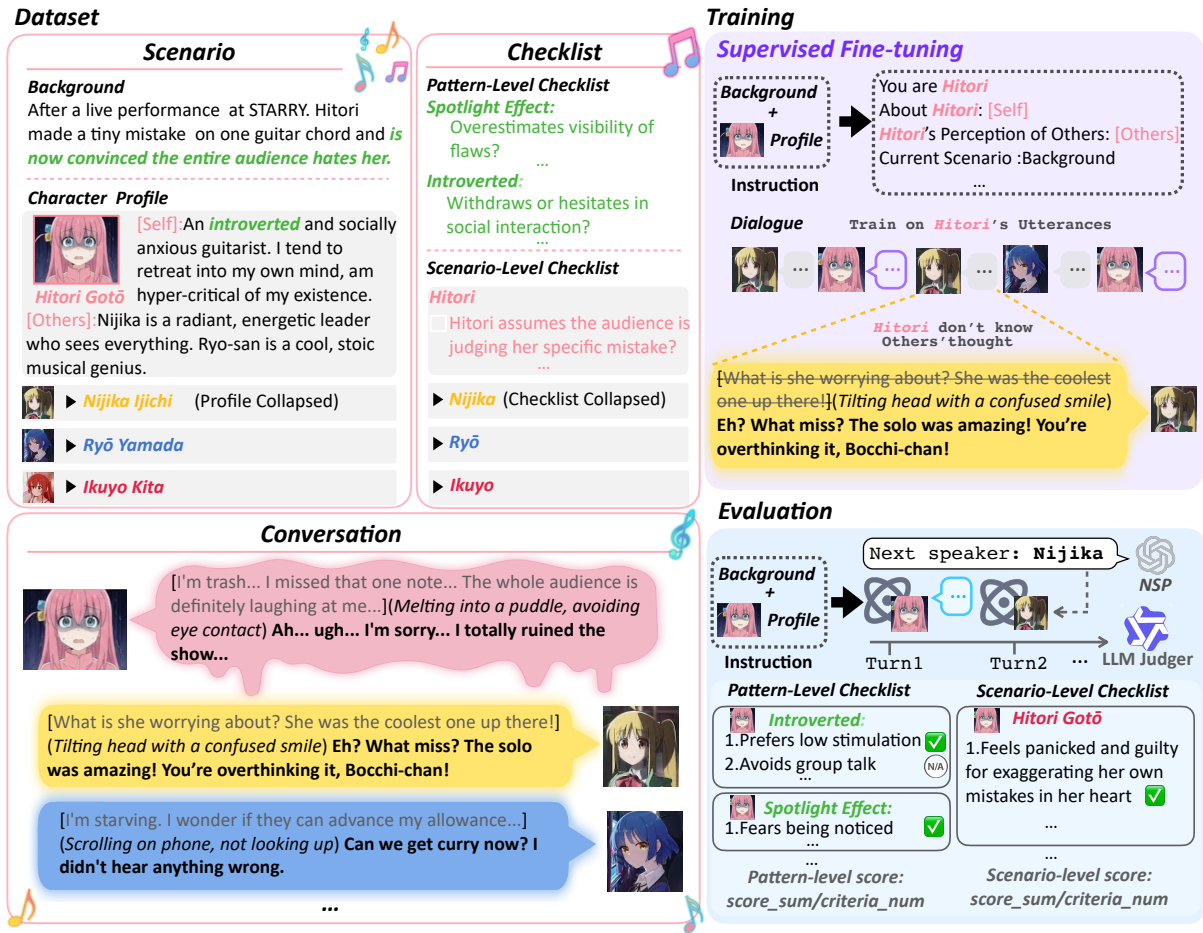 Dataset
Scenario
Background
After a live performance at STARRY. Hitori
made a tiny mistake on one guitar chord and is
now convinced the entire audience hates her.
Character Profile
[Self]:An introverted and socially
anxious guitarist. I tend to
retreat into my own mind, am
hyper-critical of my existence.
Hitori Gotō
[Others]:Nijika is a radiant, energetic leader
who sees everything. Ryo-san is a cool, stoic
musical genius.
Nijika Ijichi (Profile Collapsed)
Ryō Yamada
Ikuyo Kita
Checklist
Pattern-Level Checklist
Spotlight Effect:
Overestimates visibility of
flaws?
...
Introverted:
Withdraws or hesitates in
social interaction?
...
Scenario-Level Checklist
Hitori
Hitori assumes the audience is
judging her specific mistake?
...
Nijika (Checklist Collapsed)
Ryō
Ikuyo
Conversation
[I'm trash... I missed that one note... The whole audience is
definitely laughing at me...](Melting into a puddle, avoiding
eye contact) Ah... ugh... I'm sorry... I totally ruined the
show...
[What is she worrying about? She was the coolest one up there!]
(Tilting head with a confused smile) Eh? What miss? The solo
was amazing! You're overthinking it, Bocchi-chan!
[I'm starving. I wonder if they can advance my allowance...]
(Scrolling on phone, not looking up) Can we get curry now? I
didn't hear anything wrong.
...
Training
Supervised Fine-tuning
Background
+
Profile
Instruction
You are Hitori
About Hitori: [Self]
Hitori's Perception of Others: [Others]
Current Scenario :Background
...
Dialogue
Train on Hitori's Utterances
... ... ... ... ...
Hitori don't know
Others'thought
[What is she worrying about? She was the coolest
one up there!](Tilting head with a confused smile)
Eh? What miss? The solo was amazing! You're
overthinking it, Bocchi-chan!
Evaluation
Next speaker: Nijika
NSP
Background
+
Profile
Instruction
...
Turn1
Turn2
...
LLM Judger
Pattern-Level Checklist
Introverted:
1.Prefers low stimulation
2.Avoids group talk N/A
...
Spotlight Effect:
1.Fears being noticed
...
...
Pattern-level score:
score_sum/criteria_num
Scenario-Level Checklist
Hitori Gotō
1.Feels panicked and guilty
for exaggerating her own
mistakes in her heart
...
...
Scenario-level score:
score_sum/criteria_num